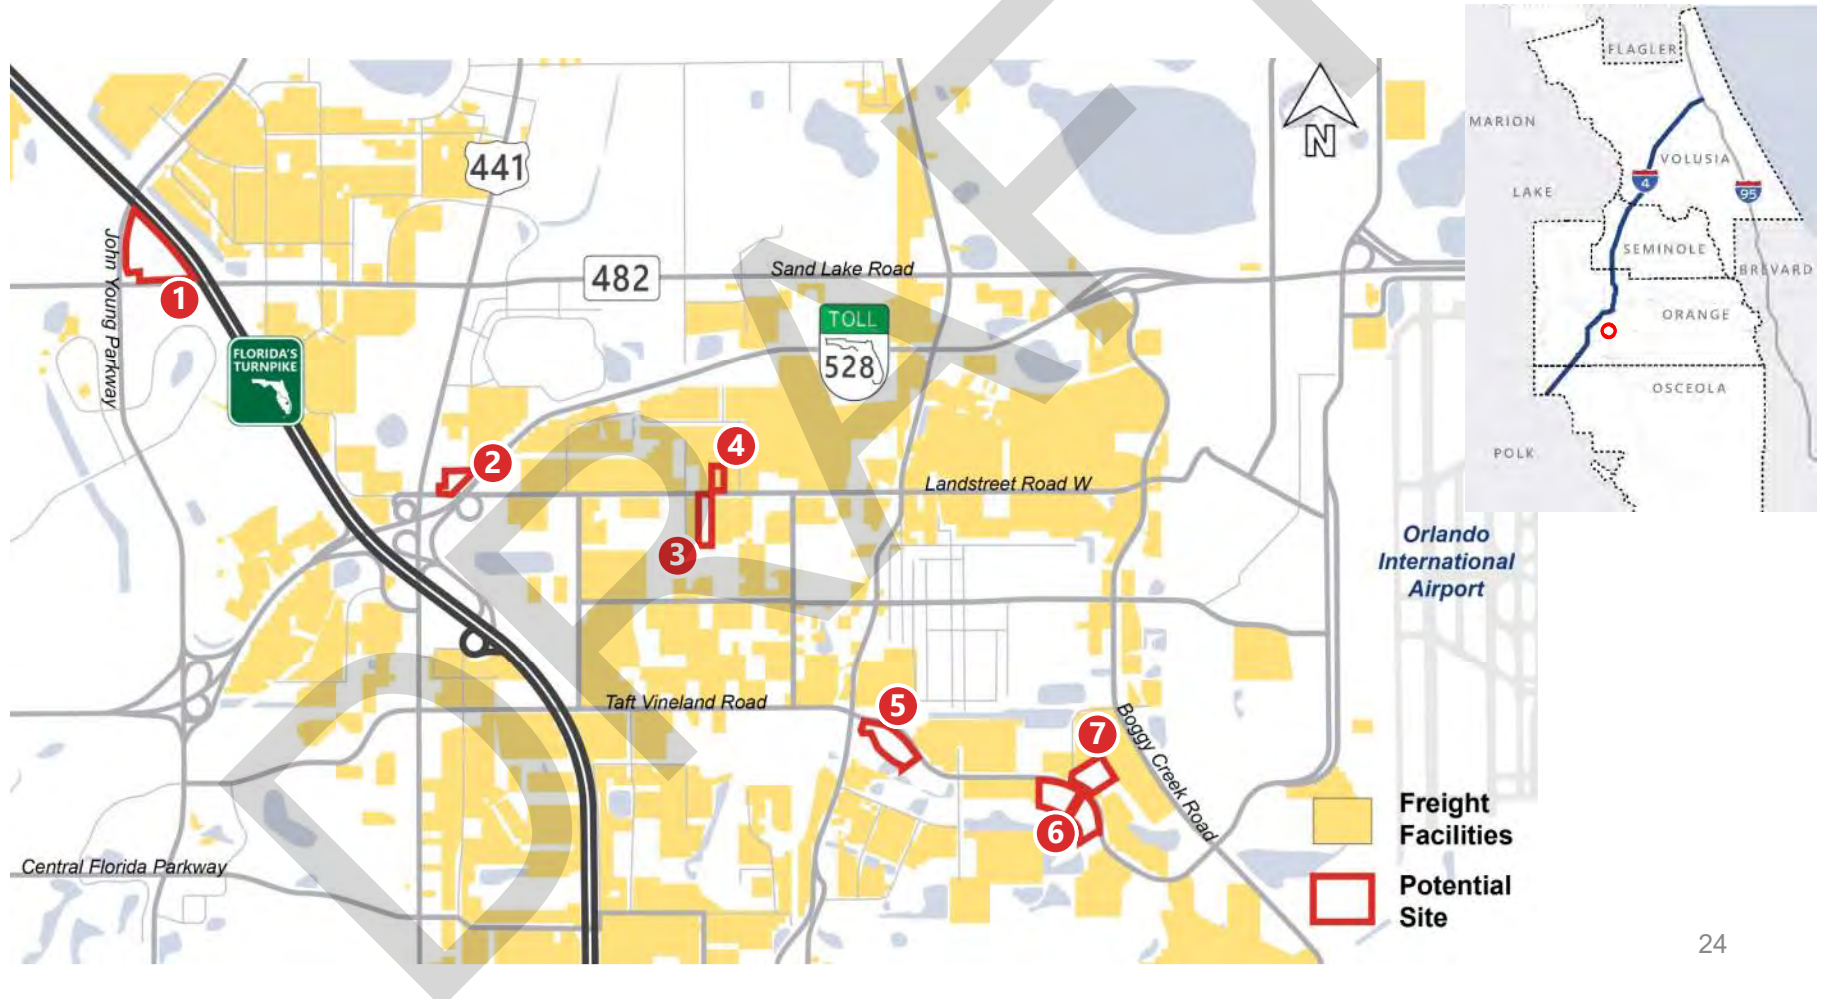 DRAFT
N
441
John Young Parkway
1
482
Sand Lake Road
TOLL
528
FLORIDA'S
TURNPIKE
2
4
Landstreet Road W
3
Orlando
International
Airport
Taft Vineland Road
5
7
Boggy Creek Road
6
Central Florida Parkway
Freight
Facilities
Potential
Site
FLAGLER
MARION
VOLUSIA
LAKE
4
95
SEMINOLE
BREVARD
ORANGE
OSCEOLA
POLK
24